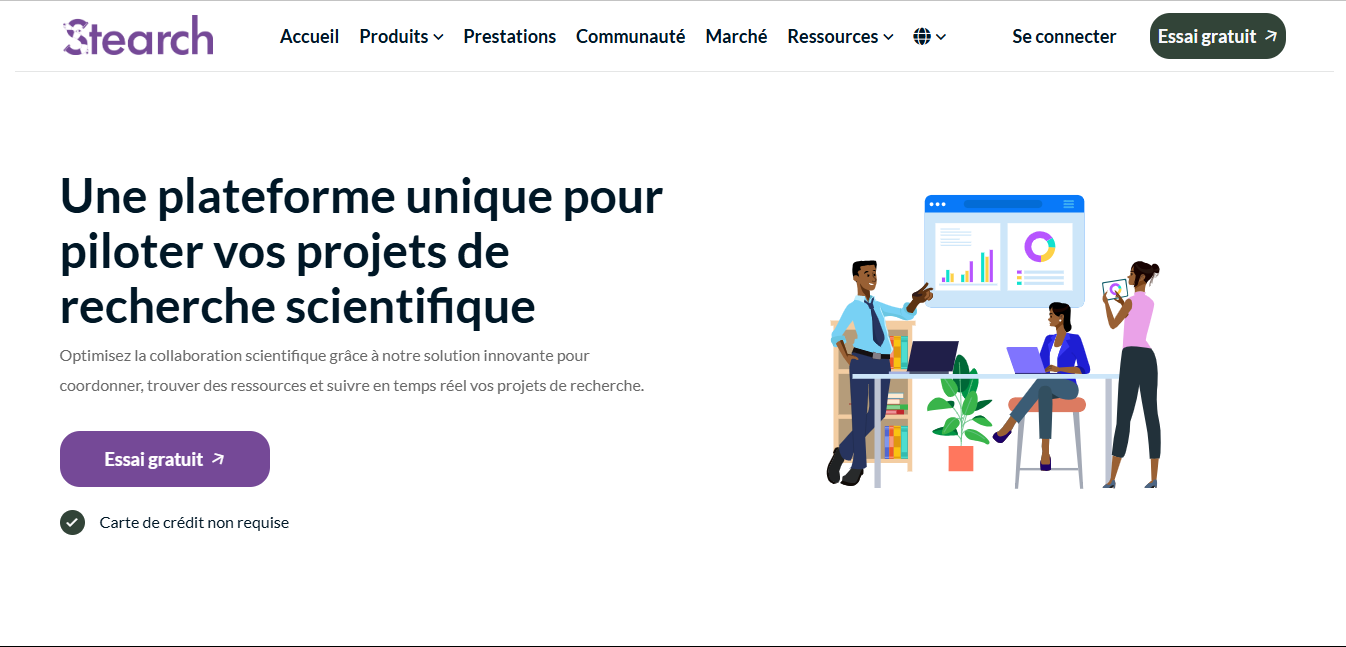 Stearch
Accueil Produits Prestations Communauté Marché Ressources Se connecter Essai gratuit
Une plateforme unique pour
piloter vos projets de
recherche scientifique
Optimisez la collaboration scientifique grâce à notre solution innovante pour
coordonner, trouver des ressources et suivre en temps réel vos projets de recherche.
Essai gratuit
Carte de crédit non requise